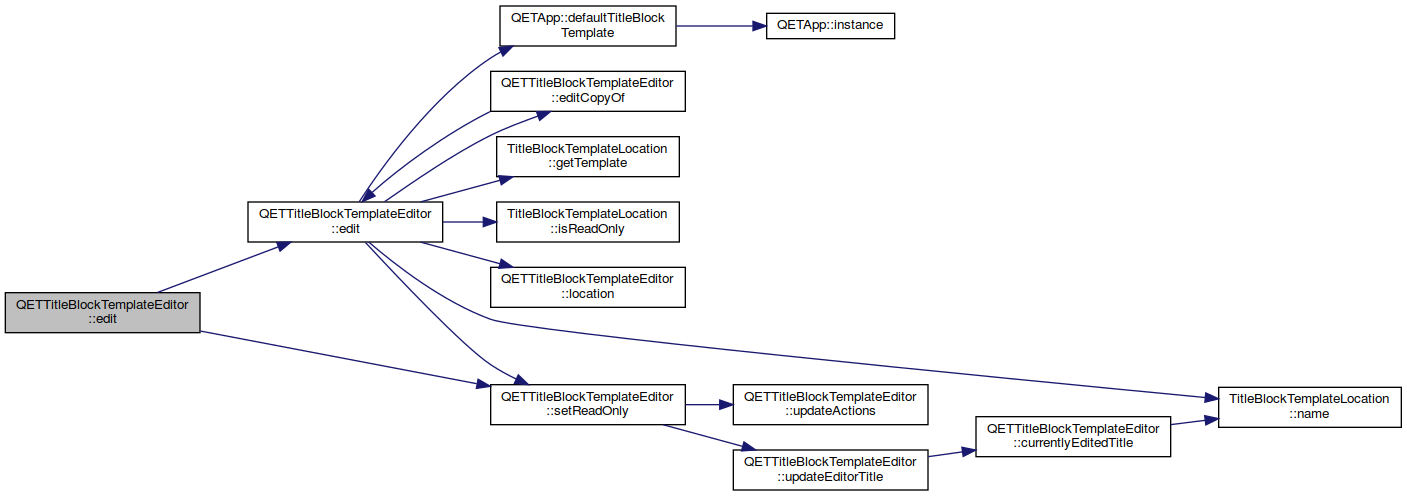 QETTitleBlockTemplateEditor
::edit
QETTitleBlockTemplateEditor
::edit
QETApp::defaultTitleBlock
Template
QETApp::instance
QETTitleBlockTemplateEditor
::editCopyOf
TitleBlockTemplateLocation
::getTemplate
TitleBlockTemplateLocation
::isReadOnly
QETTitleBlockTemplateEditor
::location
QETTitleBlockTemplateEditor
::setReadOnly
QETTitleBlockTemplateEditor
::updateActions
QETTitleBlockTemplateEditor
::updateEditorTitle
QETTitleBlockTemplateEditor
::currentlyEditedTitle
TitleBlockTemplateLocation
::name